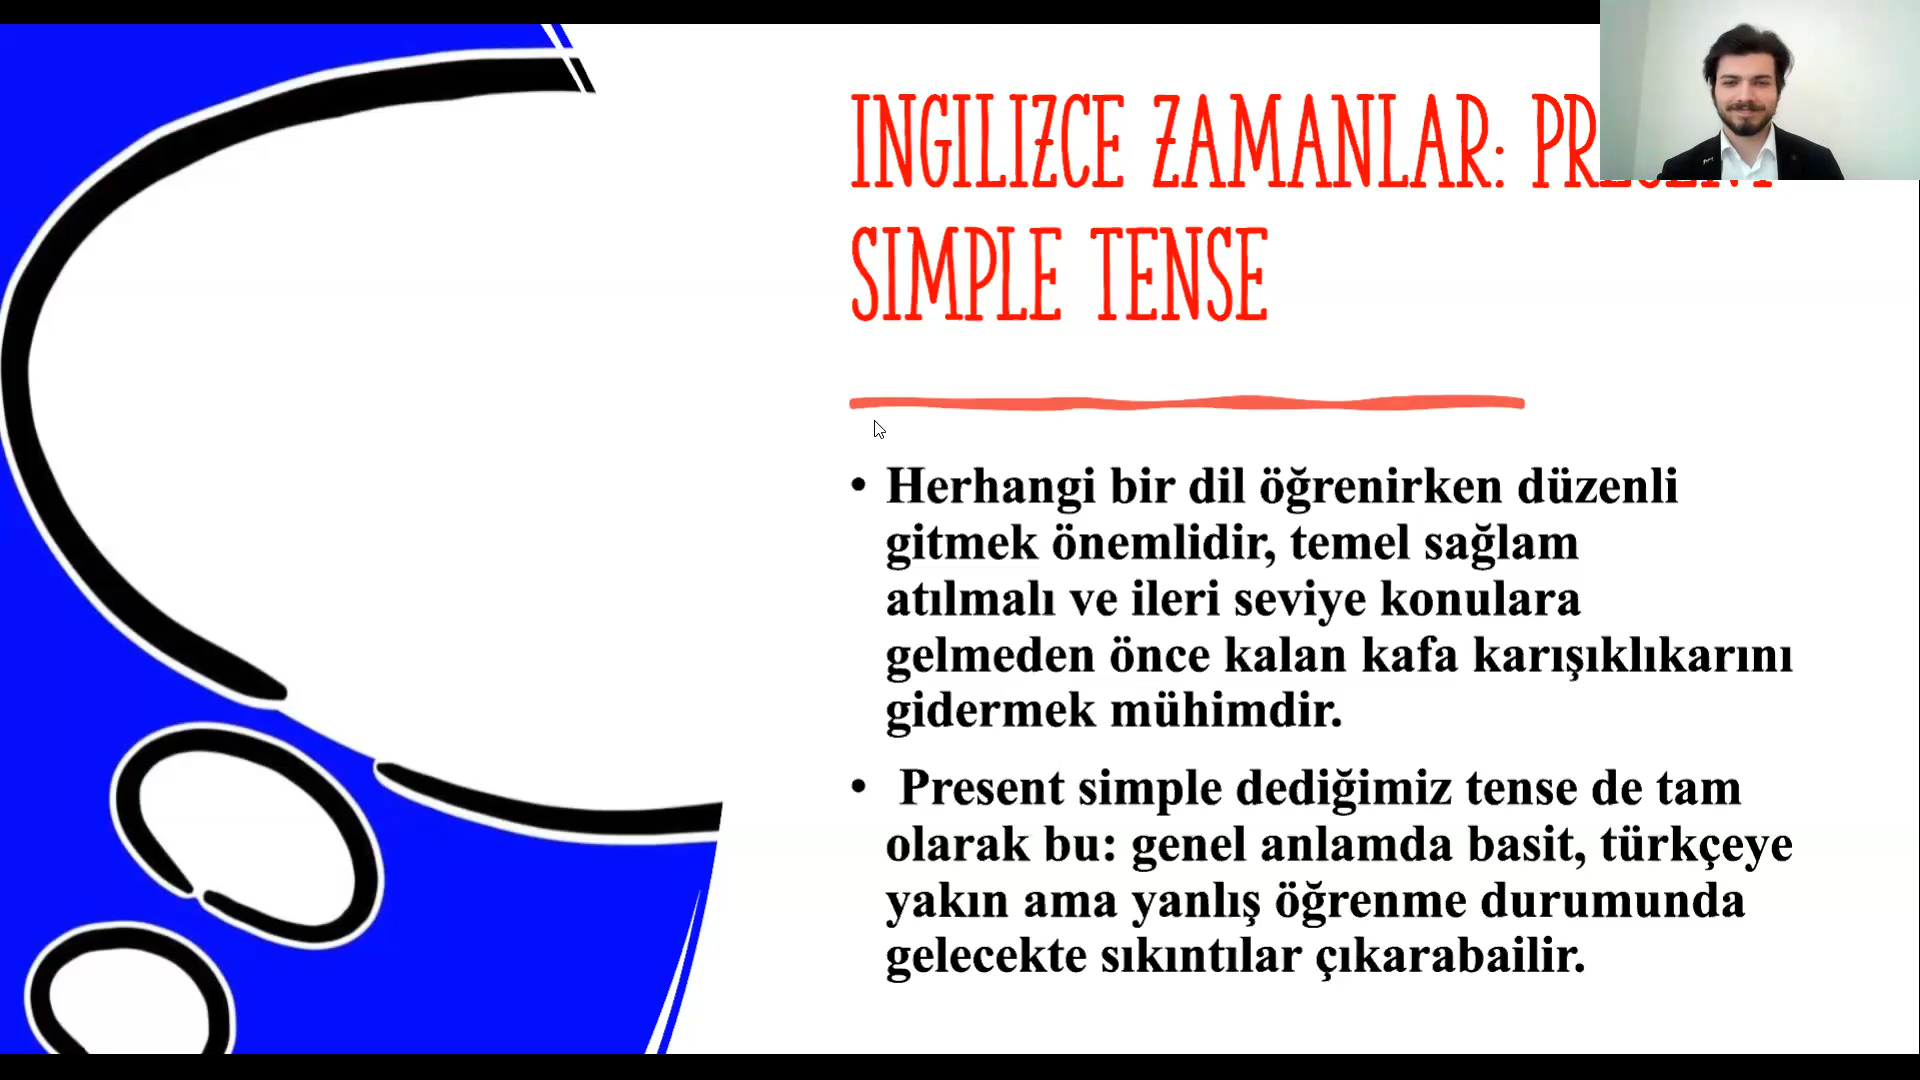 INGILIZCE ZAMANLAR: PRESENT
SIMPLE TENSE
• Herhangi bir dil öğrenirken düzenli
gitmek önemlidir, temel sağlam
atılmalı ve ileri seviye konulara
gelmeden önce kalan kafa karışıklıkarını
gidermek mühimdir.
• Present simple dediğimiz tense de tam
olarak bu: genel anlamda basit, türkçeye
yakın ama yanlış öğrenme durumunda
gelecekte sıkıntılar çıkarabailir.